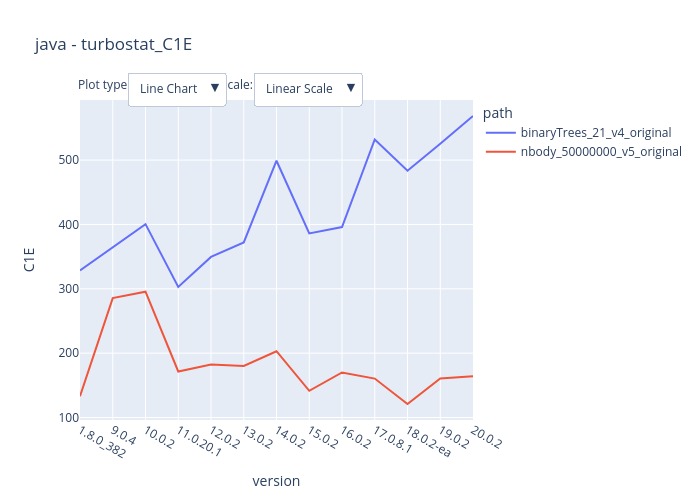 java - turbostat_C1E
Plot type Line Chart ▼ cale: Linear Scale ▼
path
binaryTrees_21_v4_original
nbody_50000000_v5_original
C1E
500
400
300
200
100
1.8.0_382 9.0.4 10.0.2 11.0.20.1 12.0.2 13.0.2 14.0.2 15.0.2 16.0.2 17.0.8.1 18.0.2-ea 19.0.2 20.0.2
version